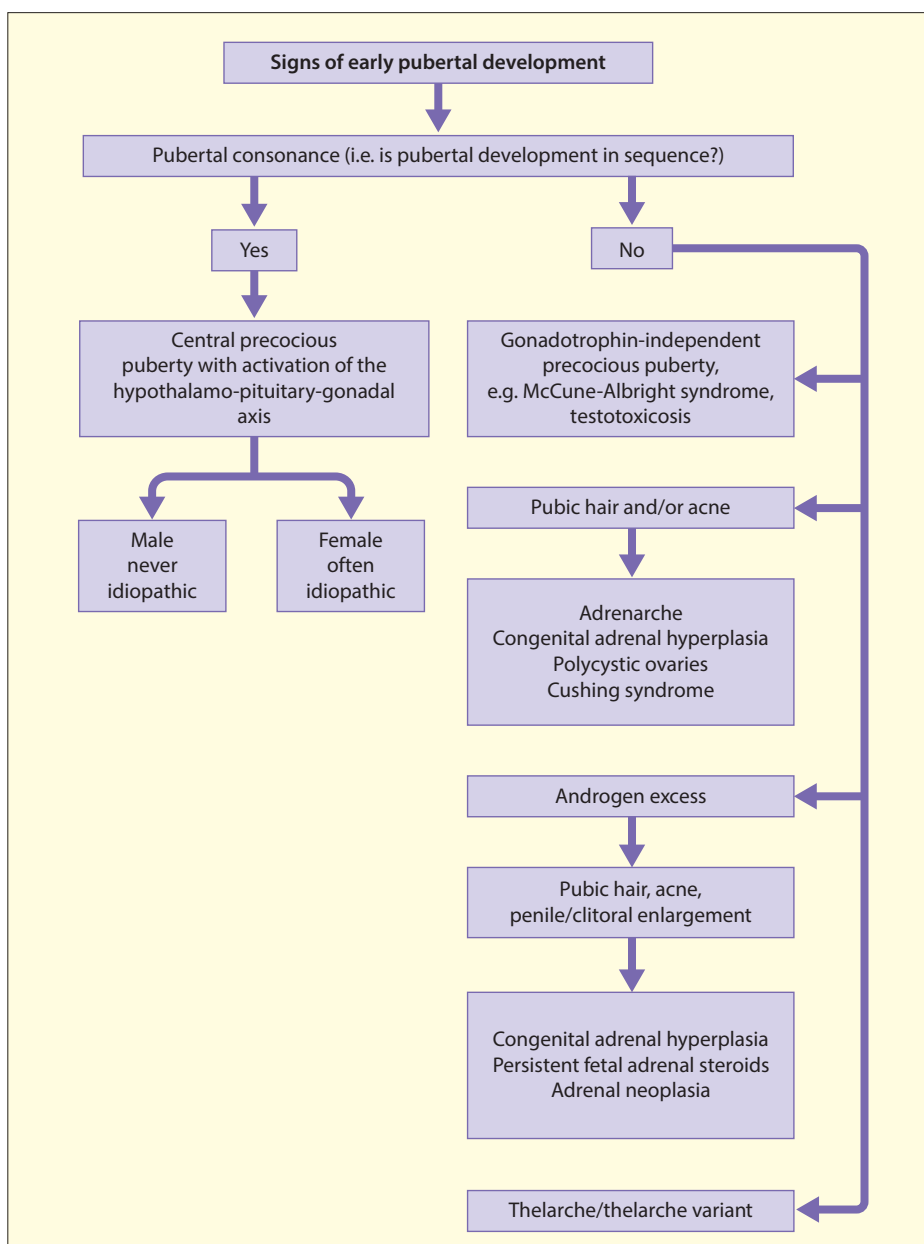 Signs of early pubertal development
Pubertal consonance (i.e. is pubertal development in sequence?)
Yes
No
Central precocious
puberty with activation of the
hypothalamo-pituitary-gonadal
axis
Male
never
idiopathic
Female
often
idiopathic
Gonadotrophin-independent
precocious puberty,
e.g. McCune-Albright syndrome,
testotoxicosis
Pubic hair and/or acne
Adrenarche
Congenital adrenal hyperplasia
Polycystic ovaries
Cushing syndrome
Androgen excess
Pubic hair, acne,
penile/clitoral enlargement
Congenital adrenal hyperplasia
Persistent fetal adrenal steroids
Adrenal neoplasia
Thelarche/thelarche variant